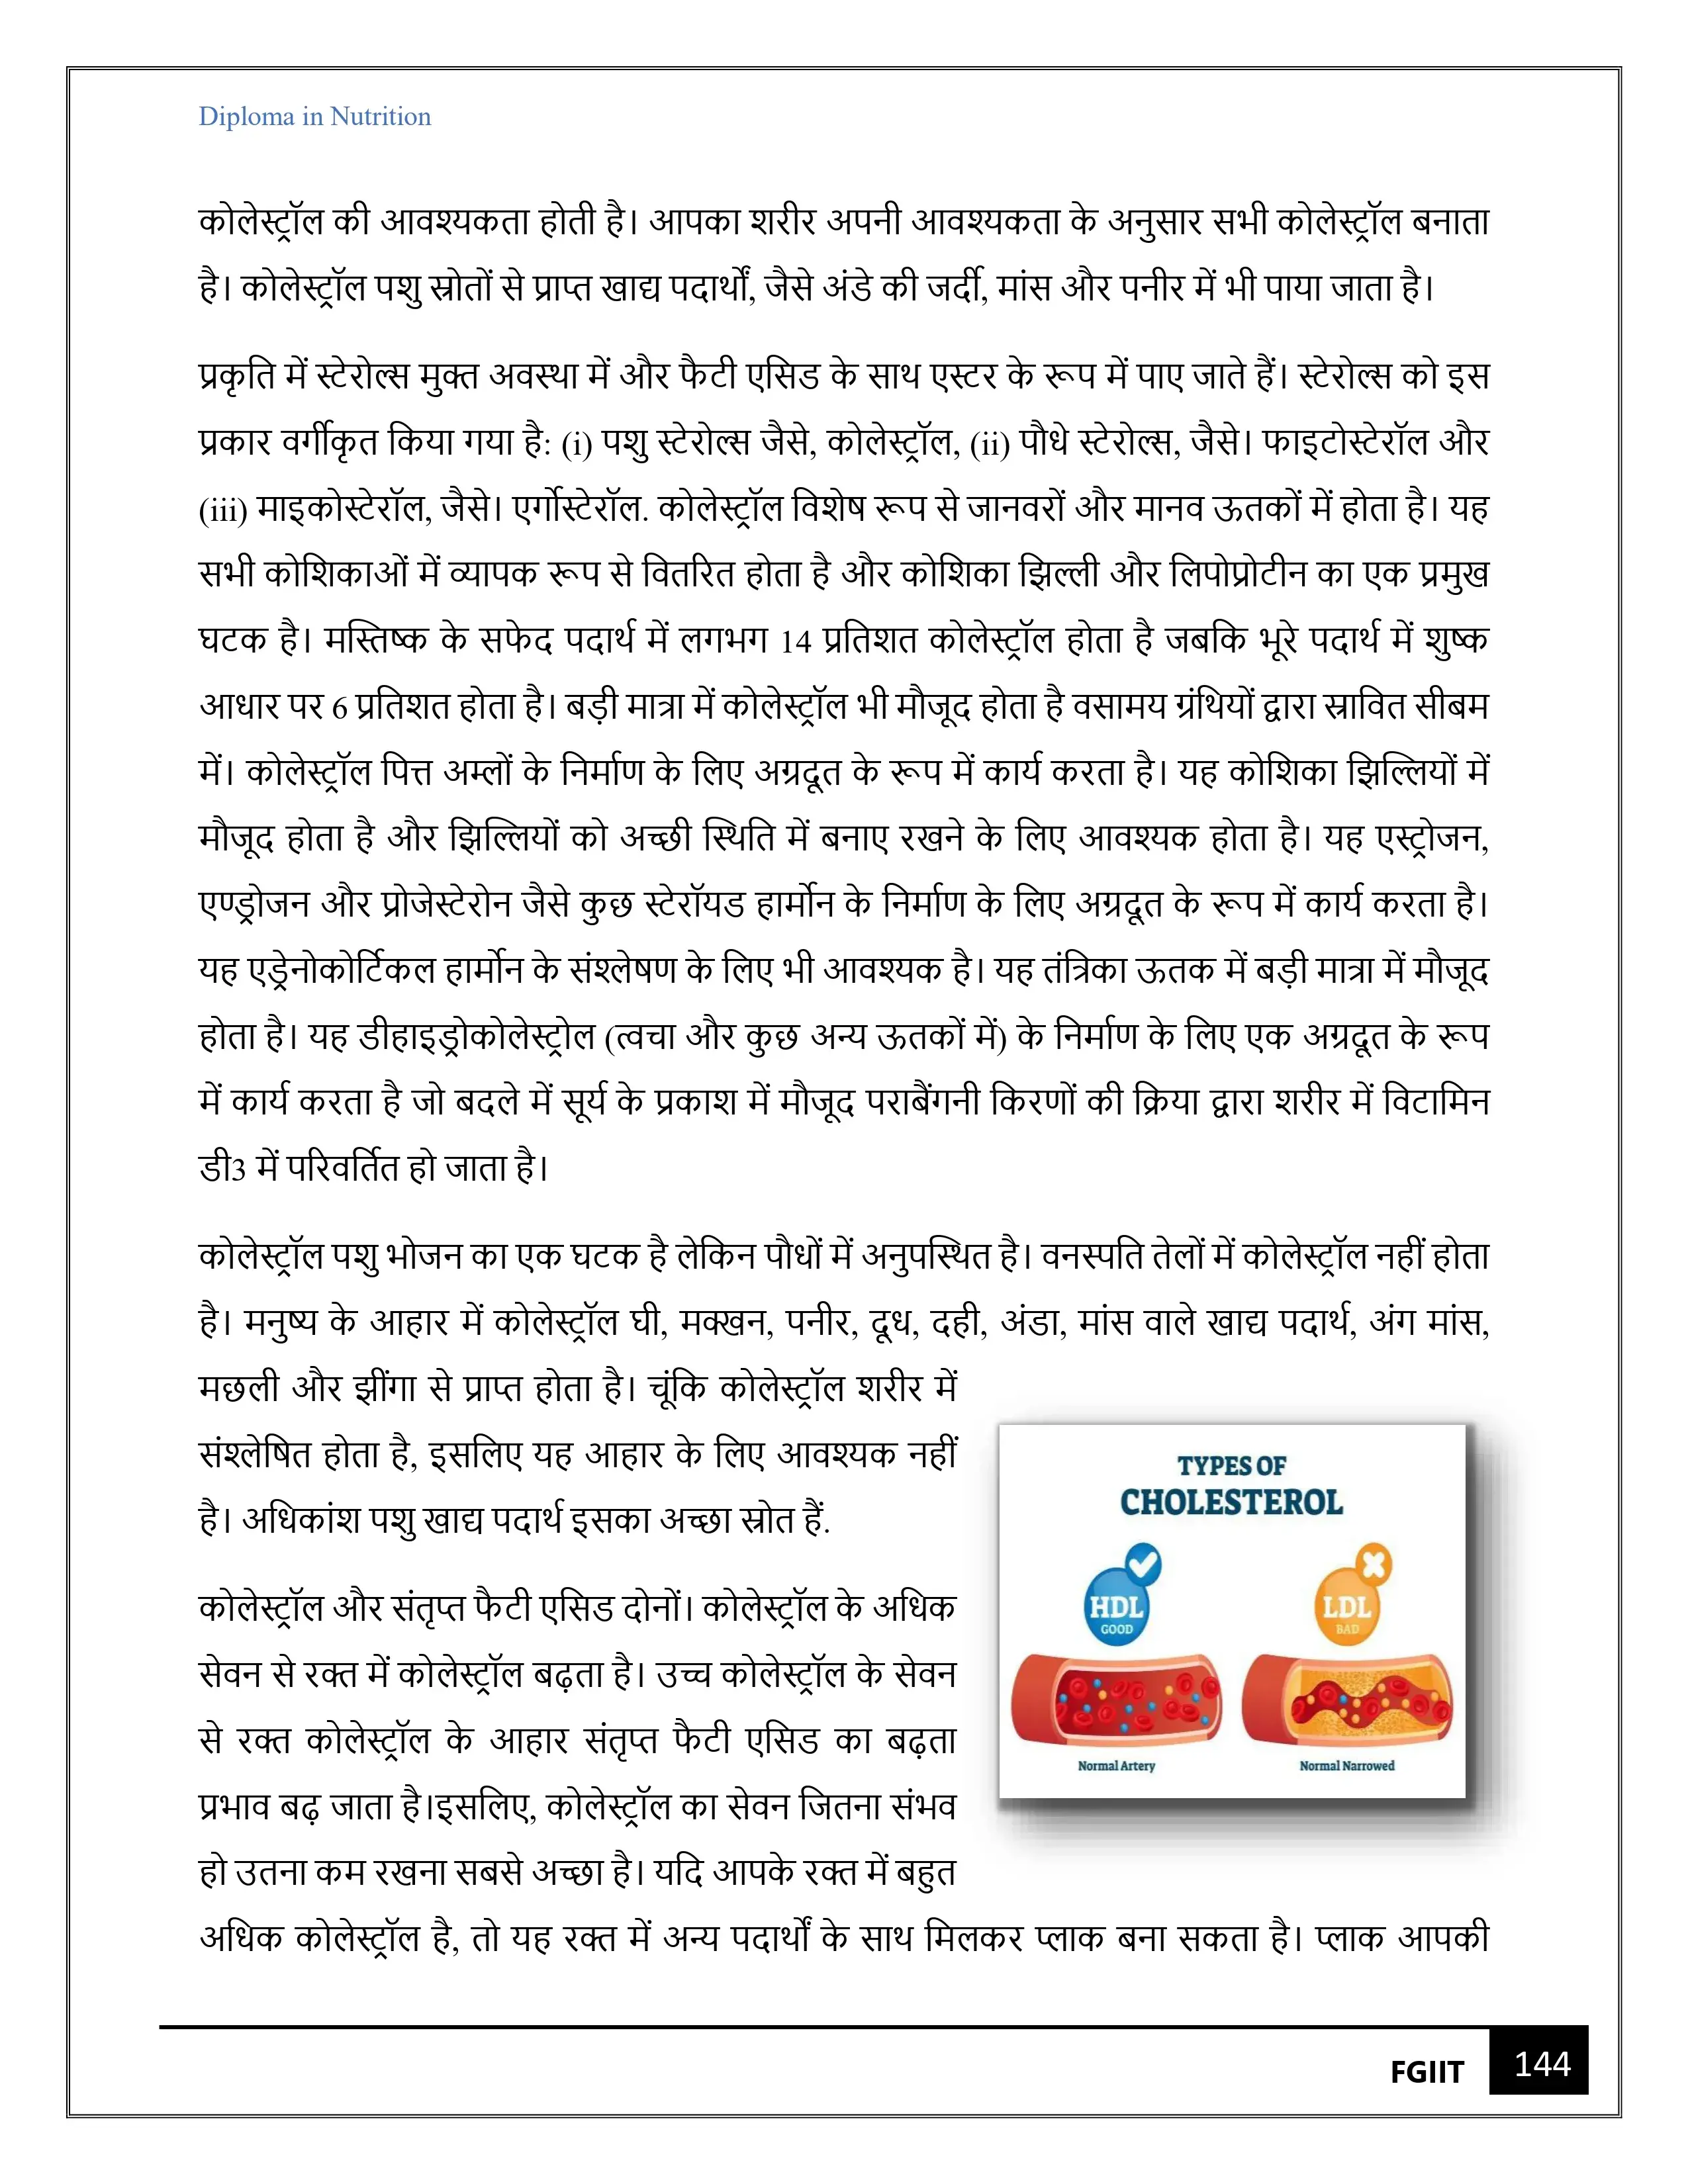 Diploma in Nutrition
कोलेस्ट्रॉल की आवश्यकता होती है। आपका शरीर अपनी आवश्यकता के अनुसार सभी कोलेस्ट्रॉल बनाता
है। कोलेस्ट्रॉल पशु स्रोतों से प्राप्त खाद्य पदार्थों, जैसे अंडे की जर्दी, मांस और पनीर में भी पाया जाता है।
प्रकृति में स्टेरोल्स मुक्त अवस्था में और फैटी एसिड के साथ एस्टर के रूप में पाए जाते हैं। स्टेरोल्स को इस
प्रकार वर्गीकृत किया गया है: (i) पशु स्टेरोल्स जैसे, कोलेस्ट्रॉल, (ii) पौधे स्टेरोल्स, जैसे। फाइटोस्टेरॉल और
(iii) माइकोस्टेरॉल, जैसे। एर्गोस्टेरॉल. कोलेस्ट्रॉल विशेष रूप से जानवरों और मानव ऊतकों में होता है। यह
सभी कोशिकाओं में व्यापक रूप से वितरित होता है और कोशिका झिल्ली और लिपोप्रोटीन का एक प्रमुख
घटक है। मस्तिष्क के सफेद पदार्थ में लगभग 14 प्रतिशत कोलेस्ट्रॉल होता है जबकि भूरे पदार्थ में शुष्क
आधार पर 6 प्रतिशत होता है। बड़ी मात्रा में कोलेस्ट्रॉल भी मौजूद होता है वसामय ग्रंथियों द्वारा स्रावित सीबम
में। कोलेस्ट्रॉल पित्त अम्लों के निर्माण के लिए अग्रदूत के रूप में कार्य करता है। यह कोशिका झिल्लियों में
मौजूद होता है और झिल्लियों को अच्छी स्थिति में बनाए रखने के लिए आवश्यक होता है। यह एस्ट्रोजन,
एण्ड्रोजन और प्रोजेस्टेरोन जैसे कुछ स्टेरॉयड हार्मोन के निर्माण के लिए अग्रदूत के रूप में कार्य करता है।
यह एड्रेनोकोर्टिकल हार्मोन के संश्लेषण के लिए भी आवश्यक है। यह तंत्रिका ऊतक में बड़ी मात्रा में मौजूद
होता है। यह डीहाइड्रोकोलेस्ट्रोल (त्वचा और कुछ अन्य ऊतकों में) के निर्माण के लिए एक अग्रदूत के रूप
में कार्य करता है जो बदले में सूर्य के प्रकाश में मौजूद पराबैंगनी किरणों की क्रिया द्वारा शरीर में विटामिन
डी3 में परिवर्तित हो जाता है।
कोलेस्ट्रॉल पशु भोजन का एक घटक है लेकिन पौधों में अनुपस्थित है। वनस्पति तेलों में कोलेस्ट्रॉल नहीं होता
है। मनुष्य के आहार में कोलेस्ट्रॉल घी, मक्खन, पनीर, दूध, दही, अंडा, मांस वाले खाद्य पदार्थ, अंग मांस,
मछली और झींगा से प्राप्त होता है। चूंकि कोलेस्ट्रॉल शरीर में
संश्लेषित होता है, इसलिए यह आहार के लिए आवश्यक नहीं
है। अधिकांश पशु खाद्य पदार्थ इसका अच्छा स्रोत हैं.
कोलेस्ट्रॉल और संतृप्त फैटी एसिड दोनों। कोलेस्ट्रॉल के अधिक
सेवन से रक्त में कोलेस्ट्रॉल बढ़ता है। उच्च कोलेस्ट्रॉल के सेवन
से रक्त कोलेस्ट्रॉल के आहार संतृप्त फैटी एसिड का बढ़ता
प्रभाव बढ़ जाता है।इसलिए, कोलेस्ट्रॉल का सेवन जितना संभव
हो उतना कम रखना सबसे अच्छा है। यदि आपके रक्त में बहुत
अधिक कोलेस्ट्रॉल है, तो यह रक्त में अन्य पदार्थों के साथ मिलकर प्लाक बना सकता है। प्लाक आपकी
TYPES OF
CHOLESTEROL
HDL
GOOD
LDL
BAD
Normal Artery
Normal Narrowed
FGIIT
144